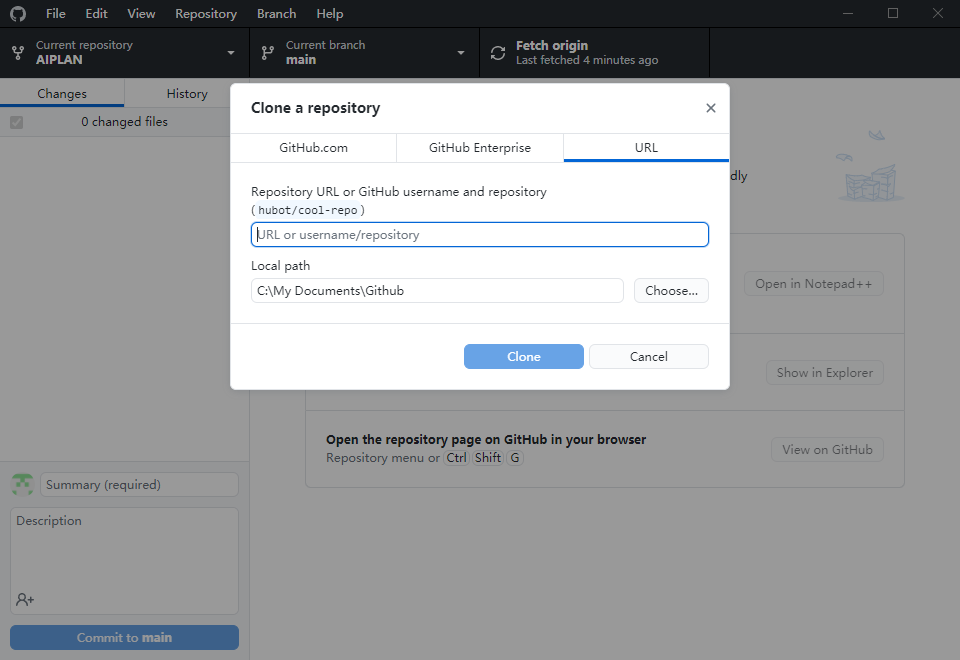 File Edit View Repository Branch Help
Current repository
AIPLAN
Current branch
main
Fetch origin
Last fetched 4 minutes ago
Changes
History
0 changed files
Clone a repository
GitHub.com
GitHub Enterprise
URL
Repository URL or GitHub username and repository
(hubot/cool-repo)
URL or username/repository
Local path
C:\My Documents\Github
Choose...
Clone
Cancel
dly
Open in Notepad++
Show in Explorer
Open the repository page on GitHub in your browser
Repository menu or Ctrl Shift G
View on GitHub
Summary (required)
Description
Commit to main